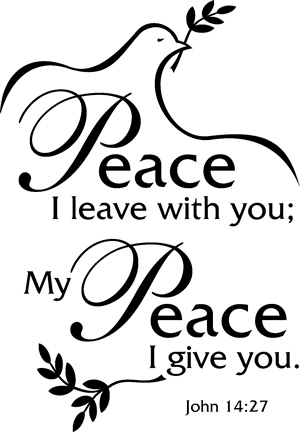 Peace
I leave with you;
My Peace
I give you.
John 14:27